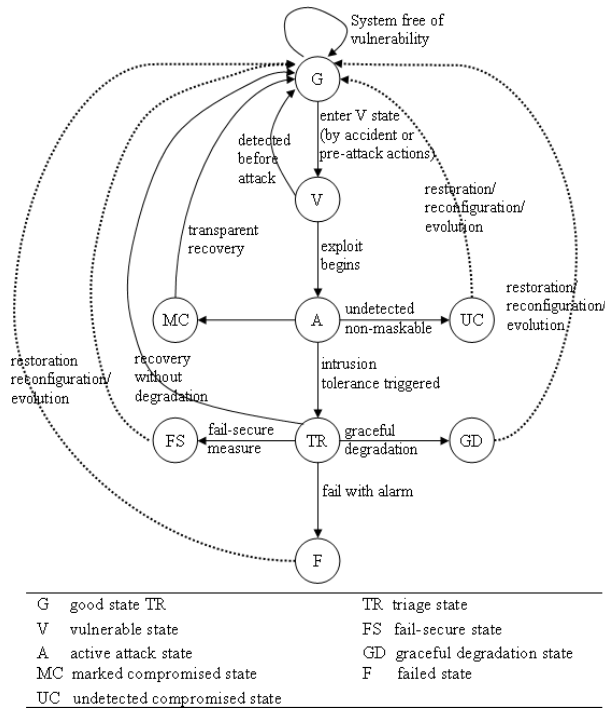 System free of
vulnerability
G
enter V state
(by accident or
pre-attack actions)
detected
before
attack
V
restoration/
reconfiguration/
evolution
transparent
recovery
exploit
begins
restoration/
reconfiguration/
evolution
MC
A
undetected
non-maskable
UC
restoration
reconfiguration/
evolution
recovery
without
degradation
intrusion
tolerance triggered
FS
fail-secure
measure
TR
graceful
degradation
GD
fail with alarm
F
G good state TR
TR triage state
V vulnerable state
FS fail-secure state
A active attack state
GD graceful degradation state
MC marked compromised state
F failed state
UC undetected compromised state